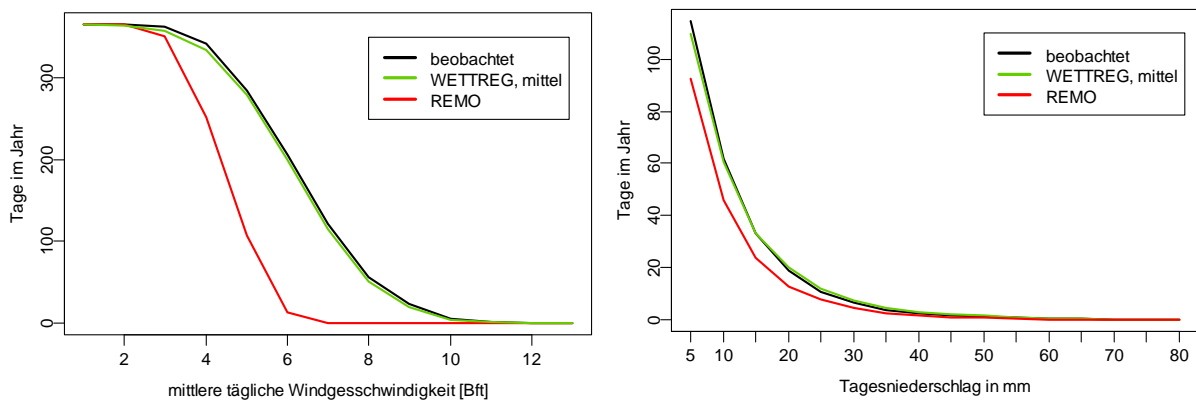 Tage im Jahr
300
200
100
0
beobachtet
WETTREG, mittel
REMO
2
4
6
8
10
12
mittlere tägliche Windgesschwindigkeit [Bft]
Tage im Jahr
100
80
60
40
20
0
beobachtet
WETTREG, mittel
REMO
5
10
20
30
40
50
60
70
80
Tagesniederschlag in mm